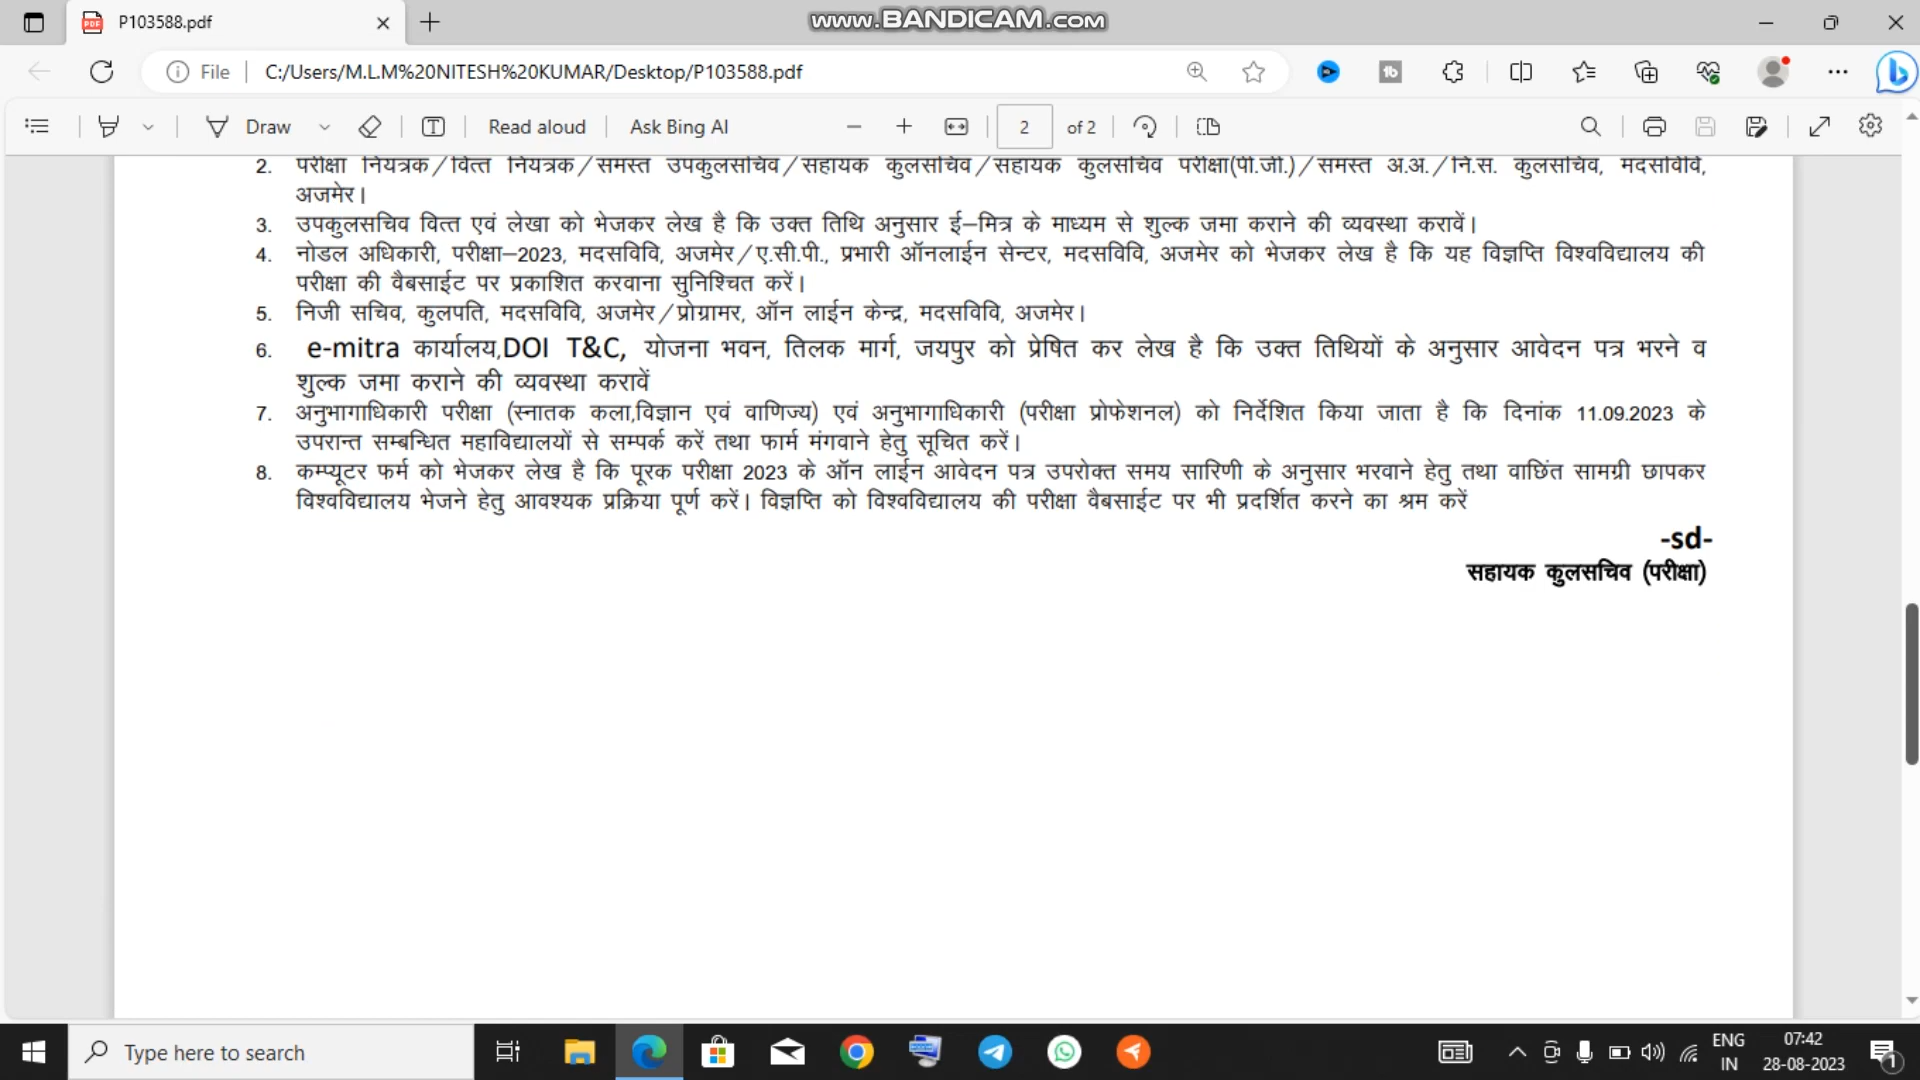 P103588.pdf
www.BANDICAM.com
File
C:/Users/M.L.M%20NITESH%20KUMAR/Desktop/P103588.pdf
Draw
Read aloud
Ask Bing AI
2
of 2
2. परीक्षा नियंत्रक/वित्त नियंत्रक/समस्त उपकुलसचिव/सहायक कुलसचिव/सहायक कुलसचिव परीक्षा(पी.जी.)/समस्त अ.अ./नि.स. कुलसचिव, मदसविवि,
अजमेर।
3. उपकुलसचिव वित्त एवं लेखा को भेजकर लेख है कि उक्त तिथि अनुसार ई–मित्र के माध्यम से शुल्क जमा कराने की व्यवस्था करावें।
4. नोडल अधिकारी, परीक्षा–2023, मदसविवि, अजमेर/ए.सी.पी., प्रभारी ऑनलाईन सेन्टर, मदसविवि, अजमेर को भेजकर लेख है कि यह विज्ञप्ति विश्वविद्यालय की
परीक्षा की वैबसाईट पर प्रकाशित करवाना सुनिश्चित करें।
5. निजी सचिव, कुलपति, मदसविवि, अजमेर/प्रोग्रामर, ऑन लाईन केन्द्र, मदसविवि, अजमेर।
6. e-mitra कार्यालय,DOI T&C, योजना भवन, तिलक मार्ग, जयपुर को प्रेषित कर लेख है कि उक्त तिथियों के अनुसार आवेदन पत्र भरने व
शुल्क जमा कराने की व्यवस्था करावें
7. अनुभागाधिकारी परीक्षा (स्नातक कला,विज्ञान एवं वाणिज्य) एवं अनुभागाधिकारी (परीक्षा प्रोफेशनल) को निर्देशित किया जाता है कि दिनांक 11.09.2023 के
उपरान्त सम्बन्धित महाविद्यालयों से सम्पर्क करें तथा फार्म मंगवाने हेतु सूचित करें।
8. कम्प्यूटर फर्म को भेजकर लेख है कि पूरक परीक्षा 2023 के ऑन लाईन आवेदन पत्र उपरोक्त समय सारिणी के अनुसार भरवाने हेतु तथा वाछिंत सामग्री छापकर
विश्वविद्यालय भेजने हेतु आवश्यक प्रक्रिया पूर्ण करें। विज्ञप्ति को विश्वविद्यालय की परीक्षा वैबसाईट पर भी प्रदर्शित करने का श्रम करें
-sd-
सहायक कुलसचिव (परीक्षा)
Type here to search
ENG
IN
07:42
28-08-2023
1